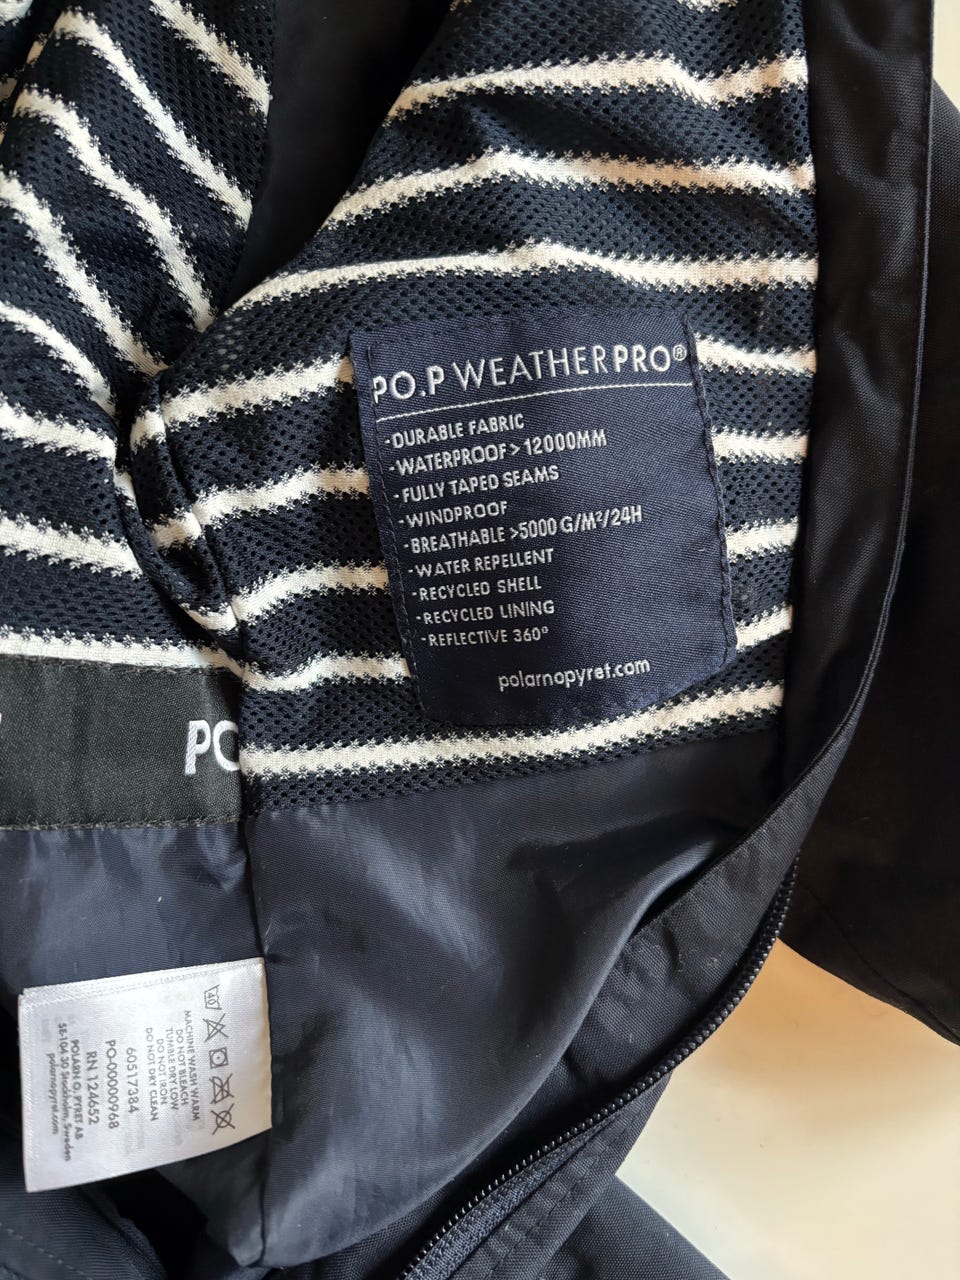 PO.P WEATHERPRO®
-DURABLE FABRIC
-WATERPROOF > 12000MM
-FULLY TAPED SEAMS
-WINDPROOF
-BREATHABLE >5000 G/M²/24H
-WATER REPELLENT
-RECYCLED SHELL
-RECYCLED LINING
-REFLECTIVE 360°
polarnopyret.com
PO
40
MACHINE WASH WARM
DO NOT BLEACH
TUMBLE DRY LOW
DO NOT IRON
DO NOT DRY CLEAN
60517384
PO-00000968
RN 124652
POLARN O. PYRET AB
SE-104 30 Stockholm, Sweden
polarnopyret.com